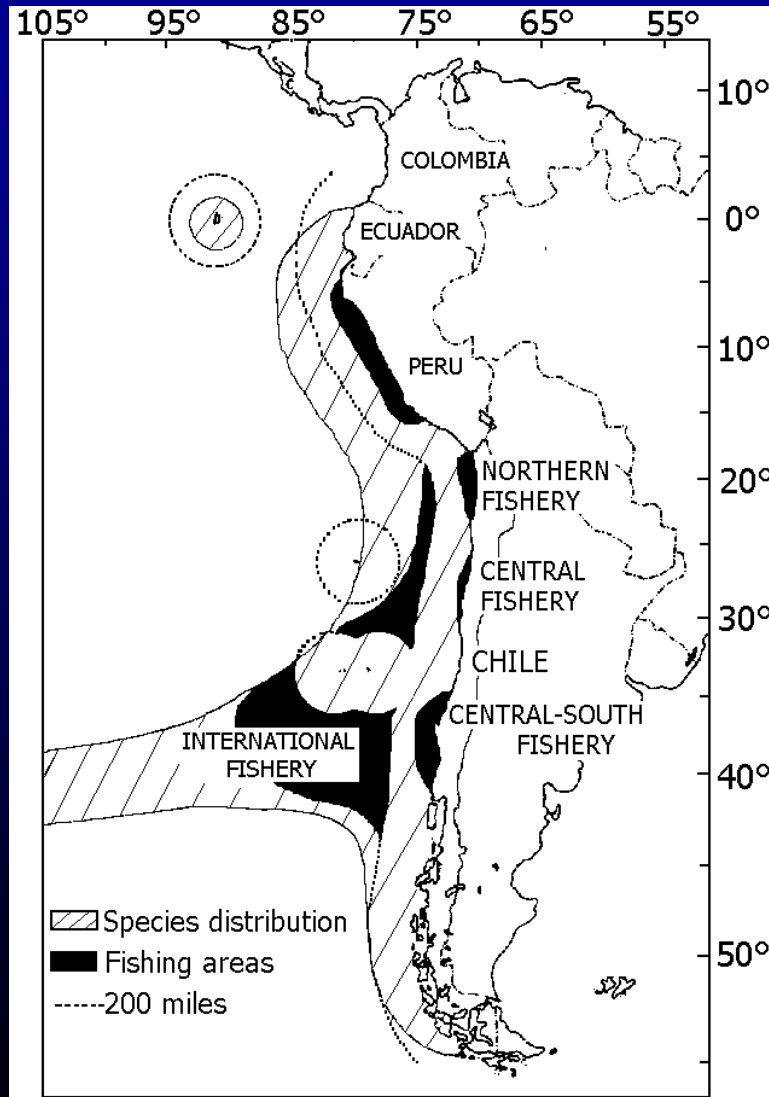 105° 95° 85° 75° 65° 55°
10°
COLOMBIA
0°
ECUADOR
10°
PERU
NORTHERN
FISHERY
20°
CENTRAL
FISHERY
30°
CHILE
CENTRAL-SOUTH
FISHERY
INTERNATIONAL
FISHERY
40°
Species distribution
Fishing areas
50°
200 miles